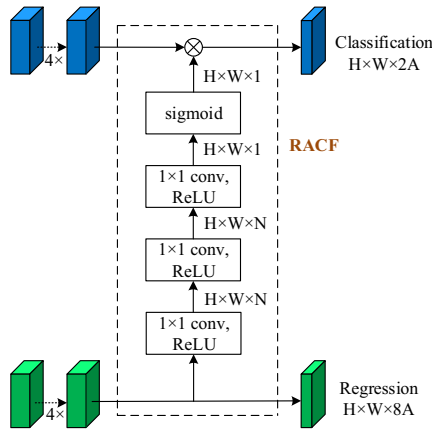 4×
Classification
H×W×2A
H×W×1
sigmoid
H×W×1
RACF
1×1 conv,
ReLU
H×W×N
1×1 conv,
ReLU
H×W×N
1×1 conv,
ReLU
4×
Regression
H×W×8A